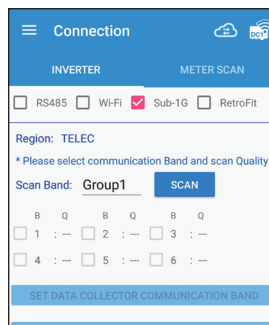 Connection
DC1
INVERTER METER SCAN
RS485 Wi-Fi Sub-1G RetroFit
Region: TELEC
* Please select communication Band and scan Quality
Scan Band: Group1 SCAN
B Q B Q B Q
1 : -- 2 : -- 3 : --
4 : -- 5 : -- 6 : --
SET DATA COLLECTOR COMMUNICATION BAND